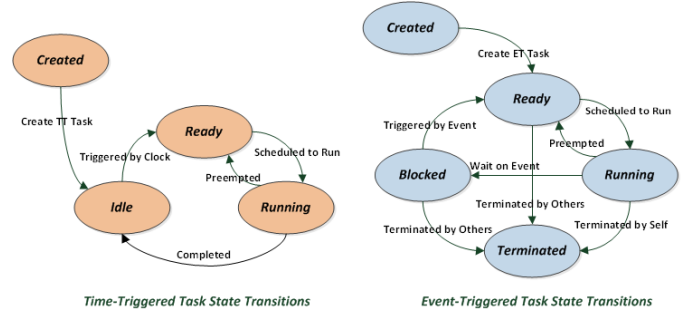 Created
Create TT Task
Ready
Triggered by Clock
Scheduled to Run
Preempted
Idle
Running
Completed
Time-Triggered Task State Transitions
Created
Create ET Task
Ready
Triggered by Event
Scheduled to Run
Preempted
Blocked
Wait on Event
Running
Terminated by Others
Terminated by Others
Terminated by Self
Terminated
Event-Triggered Task State Transitions